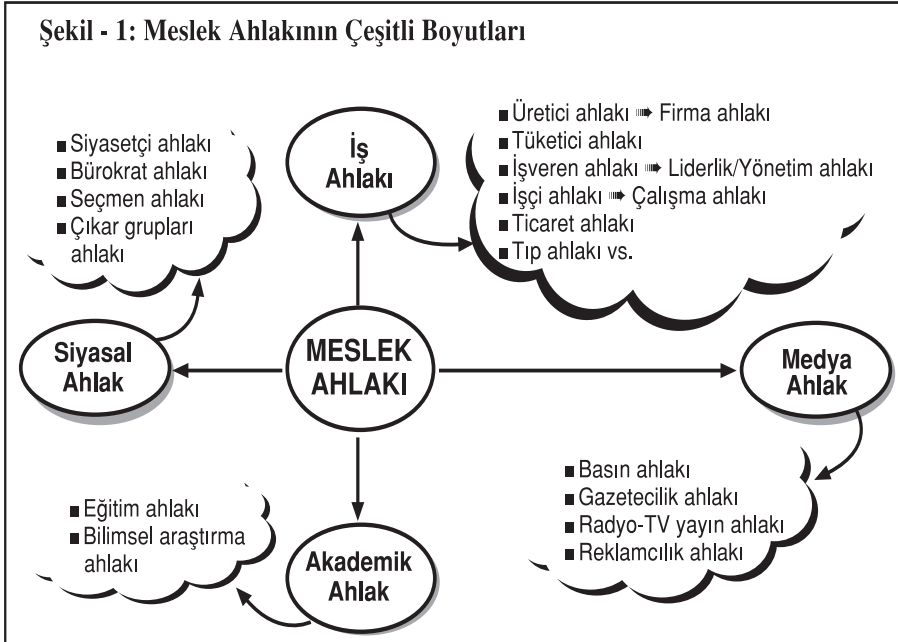 Şekil - 1: Meslek Ahlakının Çeşitli Boyutları
■ Siyasetçi ahlakı
■ Bürokrat ahlakı
■ Seçmen ahlakı
■ Çıkar grupları
ahlakı
İş
Ahlakı
■ Üretici ahlakı ➠ Firma ahlakı
■ Tüketici ahlakı
■ İşveren ahlakı ➠ Liderlik/Yönetim ahlakı
■ İşçi ahlakı ➠ Çalışma ahlakı
■ Ticaret ahlakı
■ Tıp ahlakı vs.
Siyasal
Ahlak
MESLEK
AHLAKI
Medya
Ahlak
■ Eğitim ahlakı
■ Bilimsel araştırma
ahlakı
Akademik
Ahlak
■ Basın ahlakı
■ Gazetecilik ahlakı
■ Radyo-TV yayın ahlakı
■ Reklamcılık ahlakı